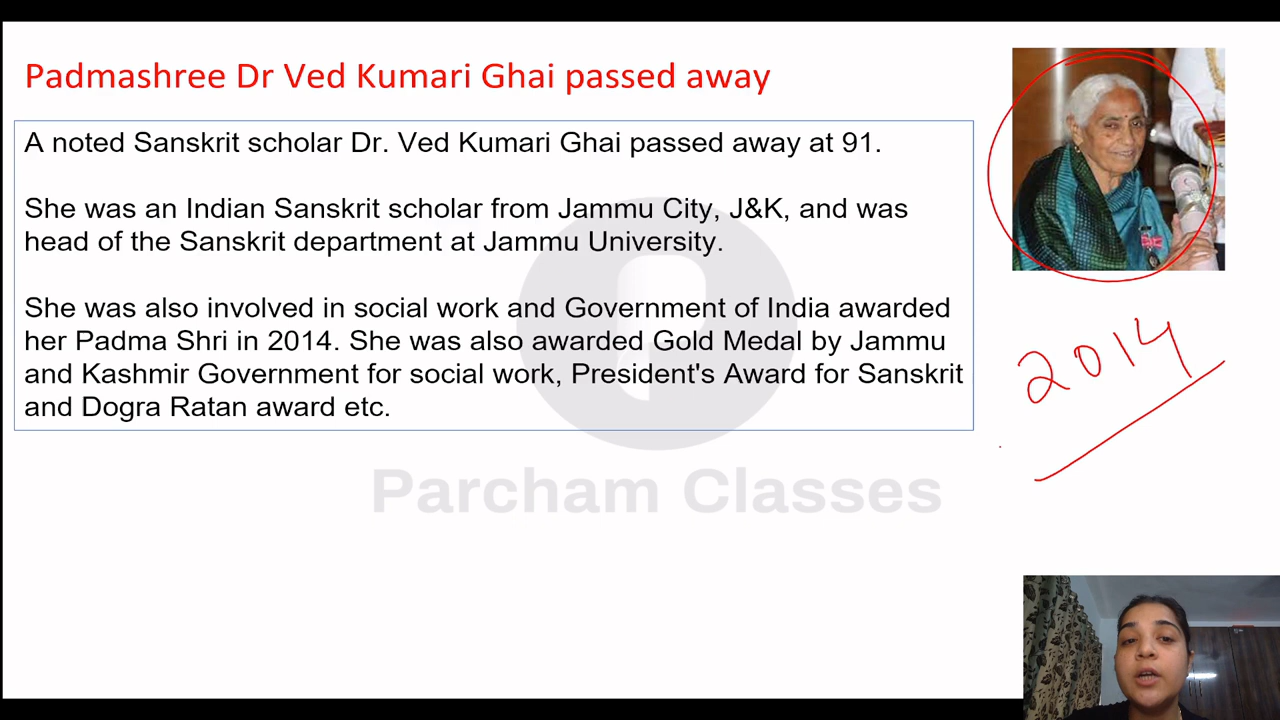 Padmashree Dr Ved Kumari Ghai passed away
A noted Sanskrit scholar Dr. Ved Kumari Ghai passed away at 91.
She was an Indian Sanskrit scholar from Jammu City, J&K, and was
head of the Sanskrit department at Jammu University.
She was also involved in social work and Government of India awarded
her Padma Shri in 2014. She was also awarded Gold Medal by Jammu
and Kashmir Government for social work, President's Award for Sanskrit
and Dogra Ratan award etc.
2014
Parcham Classes